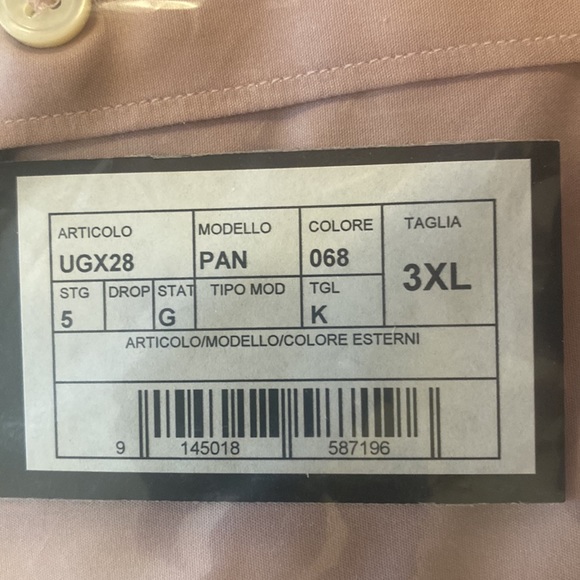 ARTICOLO MODELLO COLORE TAGLIA
UGX28 PAN 068 3XL
STG DROP STAT TIPO MOD TGL
5 G K
ARTICOLO/MODELLO/COLORE ESTERNI
9 145018 587196